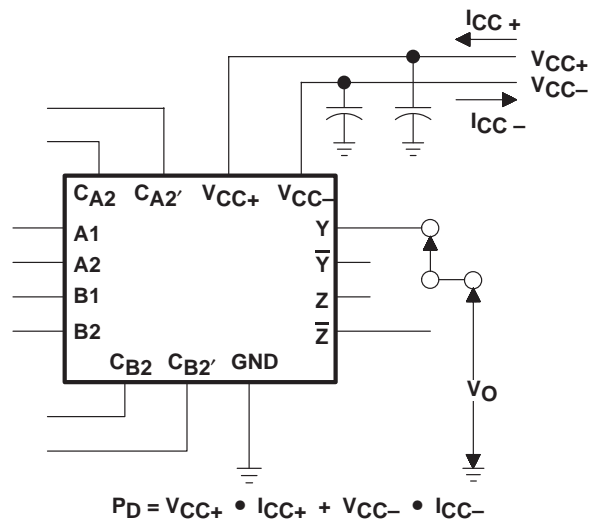 ICC +
VCC+
VCC–
ICC –
CA2 CA2′ VCC+ VCC–
A1 Y
A2 Y̅
B1 Z
B2 Z̅
CB2 CB2′ GND
VO
PD = VCC+ • ICC+ + VCC– • ICC–